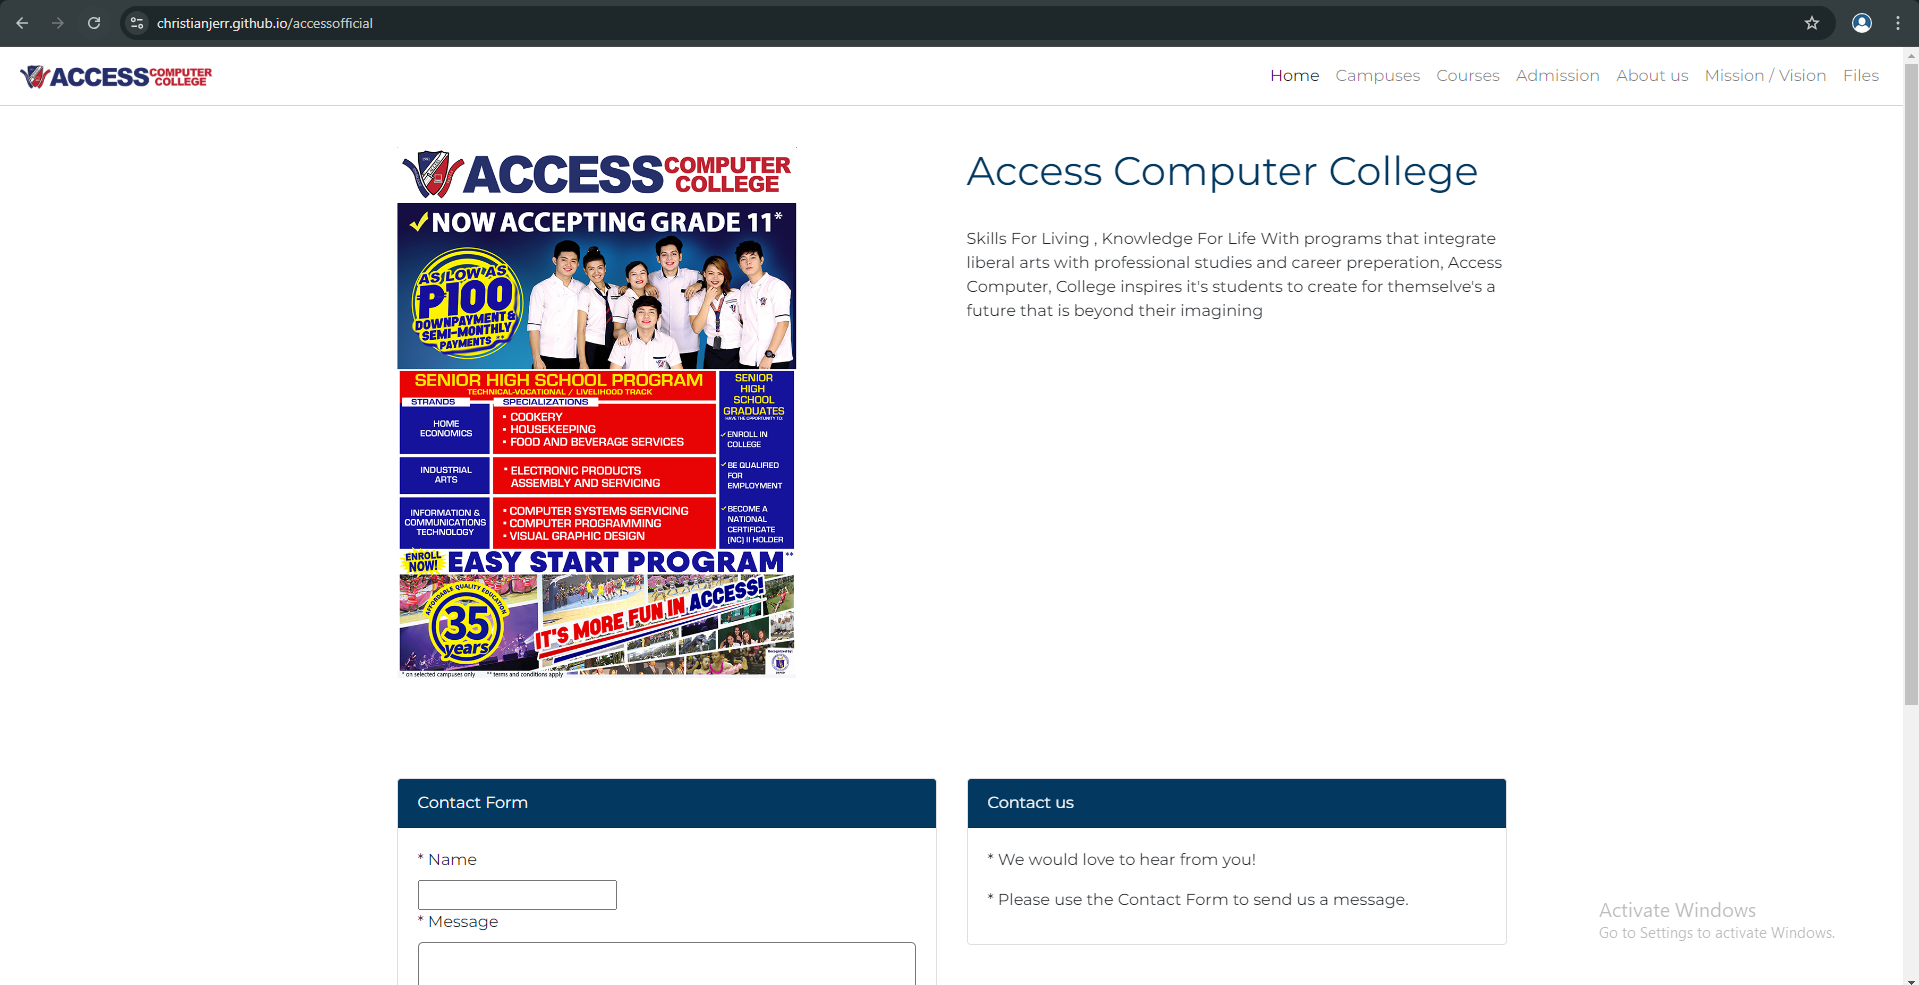 christianjerr.github.io/accessofficial
ACCESS COMPUTER COLLEGE
Home Campuses Courses Admission About us Mission / Vision Files
ACCESS COMPUTER COLLEGE
NOW ACCEPTING GRADE 11*
AS LOW AS
P100
DOWNPAYMENT &
SEMI-MONTHLY
PAYMENTS **
SENIOR HIGH SCHOOL PROGRAM
TECHNICAL-VOCATIONAL / LIVELIHOOD TRACK
STRANDS SPECIALIZATIONS
HOME
ECONOMICS
• COOKERY
• HOUSEKEEPING
• FOOD AND BEVERAGE SERVICES
INDUSTRIAL
ARTS
• ELECTRONIC PRODUCTS
ASSEMBLY AND SERVICING
INFORMATION &
COMMUNICATIONS
TECHNOLOGY
• COMPUTER SYSTEMS SERVICING
• COMPUTER PROGRAMMING
• VISUAL GRAPHIC DESIGN
SENIOR
HIGH
SCHOOL
GRADUATES
HAVE THE OPPORTUNITY TO:
ENROLL IN
COLLEGE
BE QUALIFIED
FOR
EMPLOYMENT
BECOME A
NATIONAL
CERTIFICATE
(NC) II HOLDER
ENROLL
NOW!
EASY START PROGRAM**
AFFORDABLE QUALITY EDUCATION
35
years
IT'S MORE FUN IN ACCESS!
Recognized by:
* on selected campuses only ** terms and conditions apply
Access Computer College
Skills For Living , Knowledge For Life With programs that integrate
liberal arts with professional studies and career preperation, Access
Computer, College inspires it's students to create for themselve's a
future that is beyond their imagining
Contact Form
* Name
* Message
Contact us
* We would love to hear from you!
* Please use the Contact Form to send us a message.
Activate Windows
Go to Settings to activate Windows.